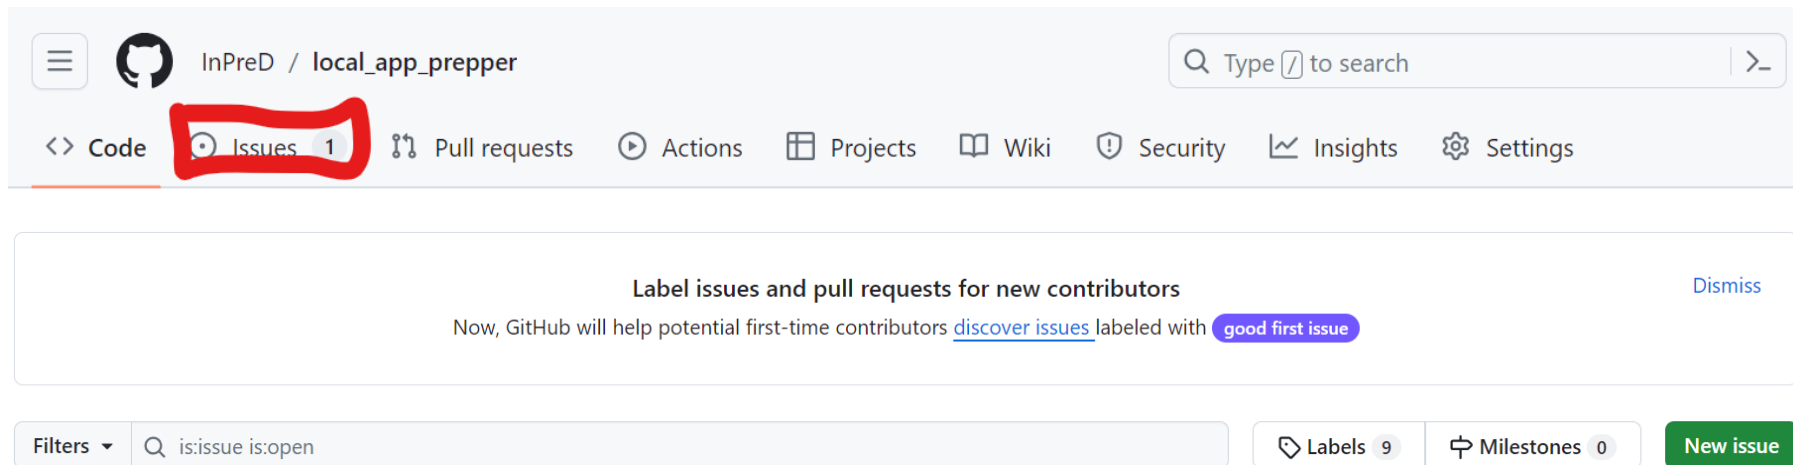 InPreD / local_app_prepper
Type / to search
Code Issues 1 Pull requests Actions Projects Wiki Security Insights Settings
Label issues and pull requests for new contributors
Dismiss
Now, GitHub will help potential first-time contributors discover issues labeled with good first issue
Filters is:issue is:open Labels 9 Milestones 0 New issue